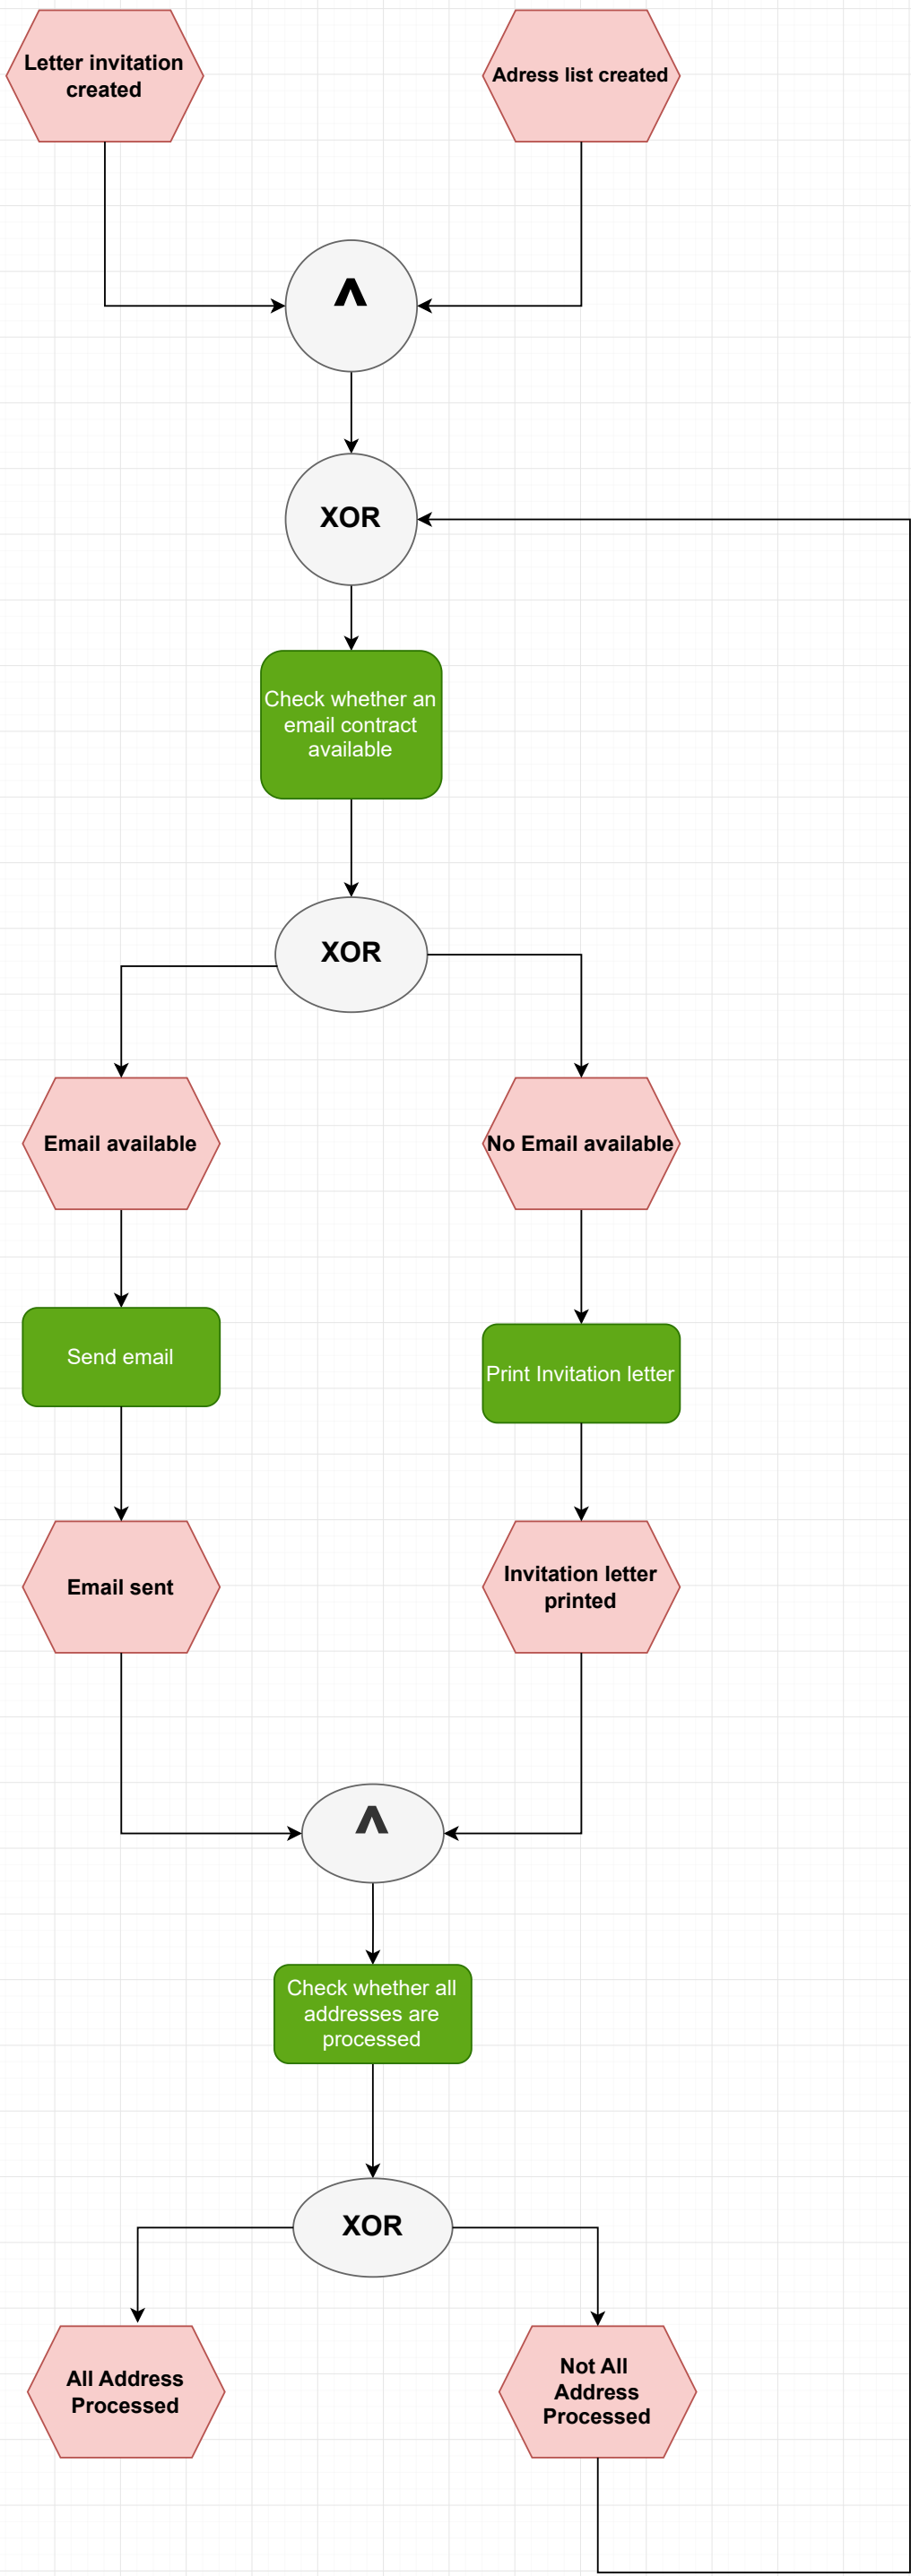 Letter invitation
created
Adress list created
^
XOR
Check whether an
email contract
available
XOR
Email available
No Email available
Send email
Print Invitation letter
Email sent
Invitation letter
printed
^
Check whether all
addresses are
processed
XOR
All Address
Processed
Not All
Address
Processed